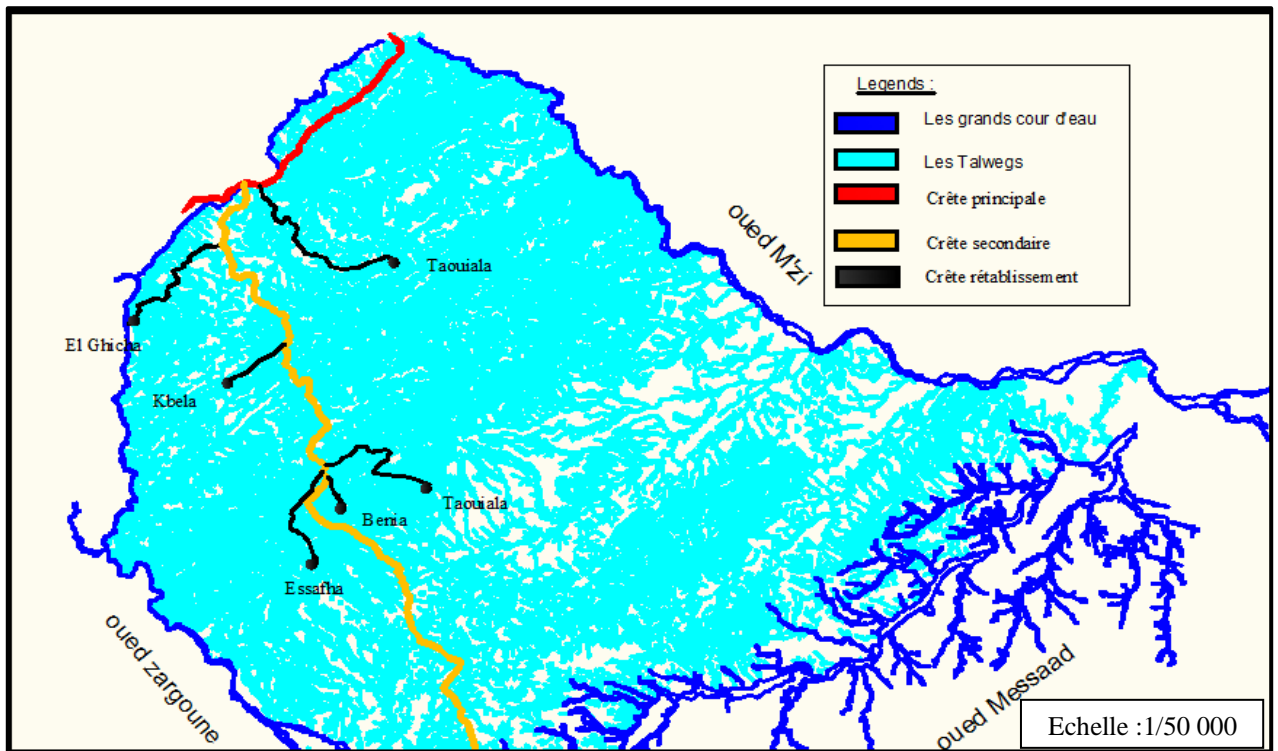 Legends :
Les grands cour d'eau
Les Talwegs
Crête principale
Crête secondaire
Crête rétablissement
oued M'zi
Taouiala
El Ghicha
Kbela
Taouiala
Benia
Essafha
oued zargoune
oued Messaad
Echelle :1/50 000